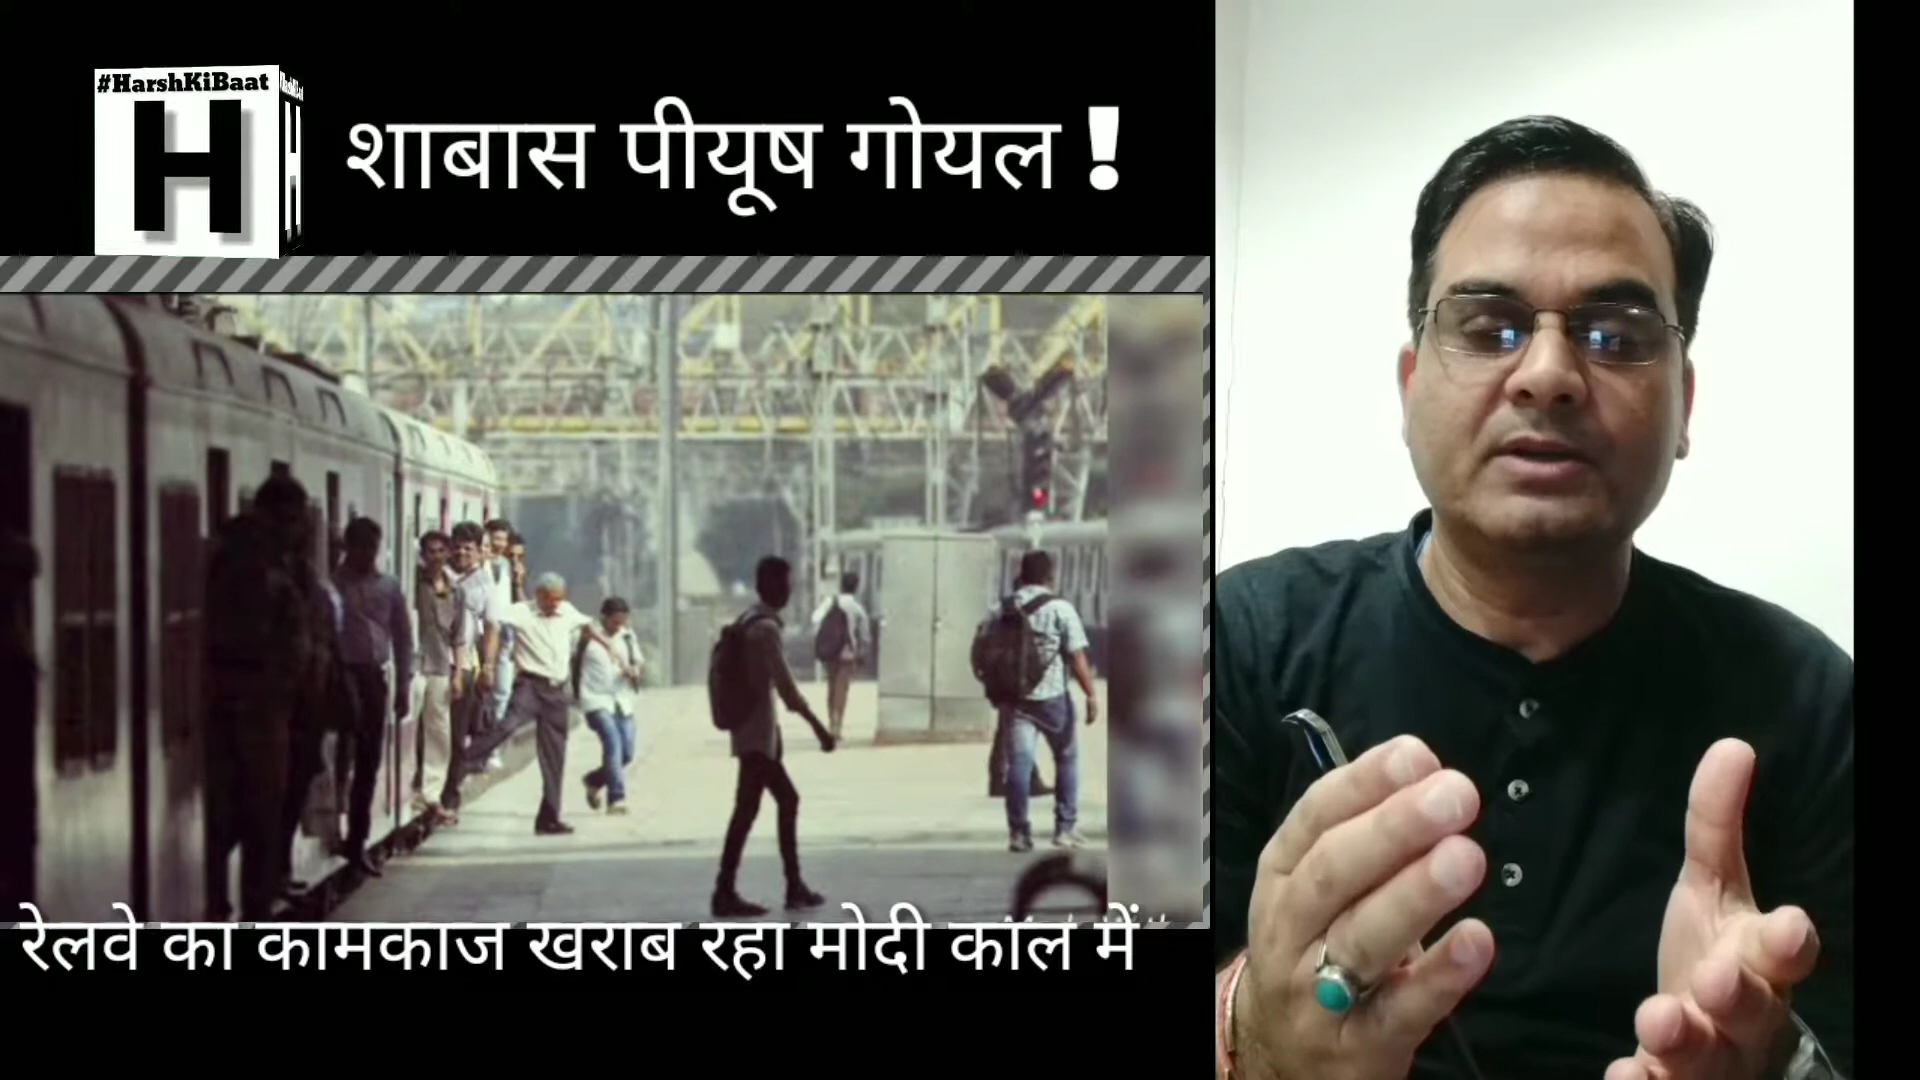 #HarshKiBaat
H
शाबास पीयूष गोयल !
रेलवे का कामकाज खराब रहा मोदी काल में